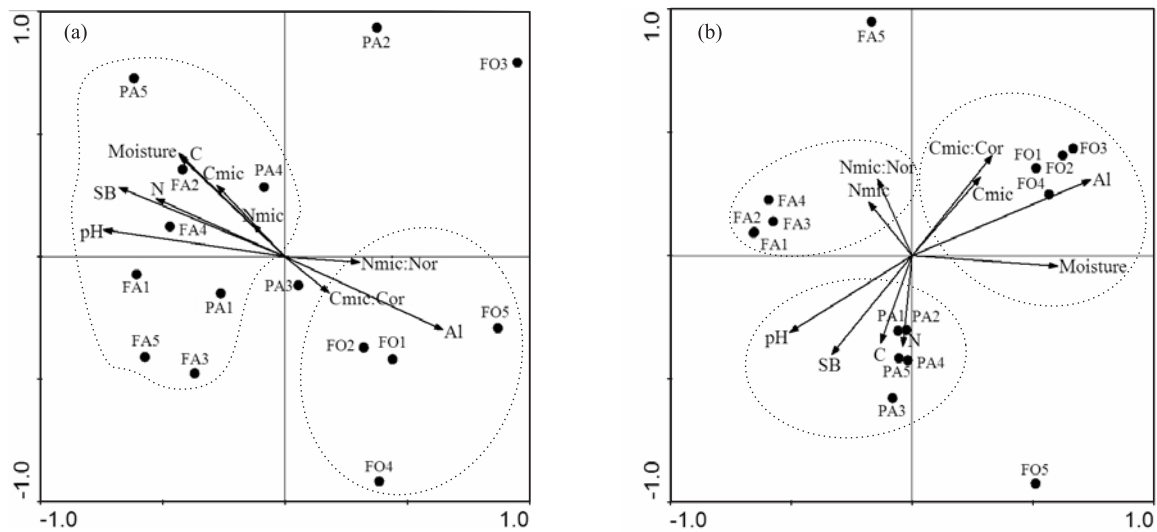 1.0
(a)
PA2
FO3
PA5
Moisture
C
FA2
Cmic
PA4
SB
N
Nmic
FA4
pH
Nmic:Nor
FA1
PA1
PA3
Cmic:Cor
Al
FO5
FO2
FO1
FA5
FA3
FO4
-1.0
-1.0
1.0
1.0
(b)
FA5
Cmic:Cor
FO1
FO3
FO2
Nmic:Nor
Nmic
Cmic
FO4
Al
FA4
FA2
FA3
FA1
Moisture
PA1
PA2
pH
N
C
SB
PA5
PA4
PA3
FO5
-1.0
-1.0
1.0